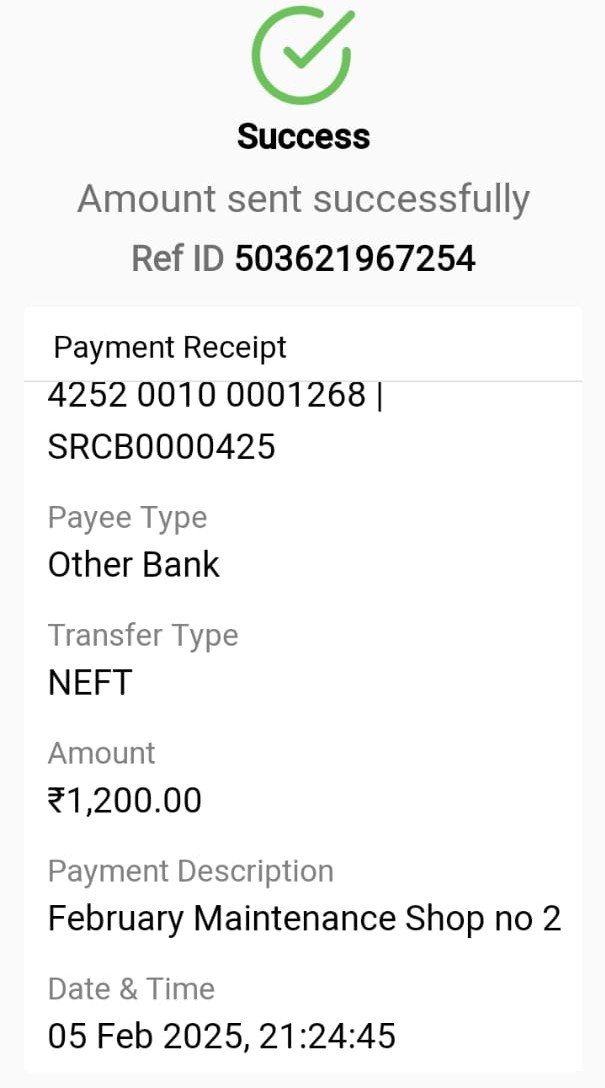 Success
Amount sent successfully
Ref ID 503621967254
Payment Receipt
4252 0010 0001268 |
SRCB0000425
Payee Type
Other Bank
Transfer Type
NEFT
Amount
₹1,200.00
Payment Description
February Maintenance Shop no 2
Date & Time
05 Feb 2025, 21:24:45